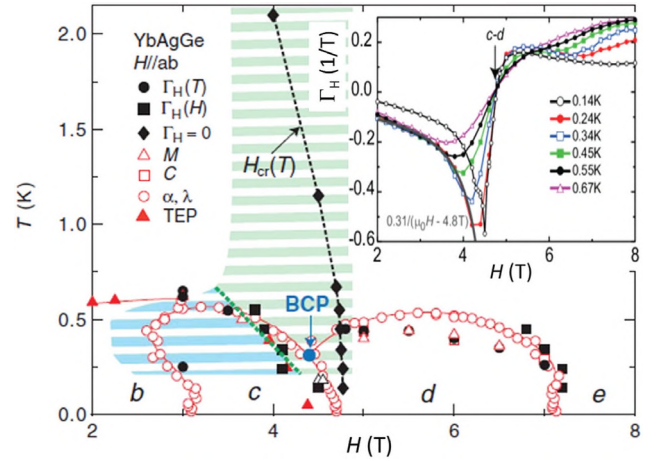 2.0
1.5
1.0
0.5
0.0
T (K)
YbAgGe
H//ab
Γ_H(T)
Γ_H(H)
Γ_H = 0
M
C
α, λ
TEP
H_cr(T)
BCP
b
c
d
e
2
4
6
8
H (T)
Γ_H (1/T)
c-d
0.2
0.0
-0.2
-0.4
-0.6
0.14K
0.24K
0.34K
0.45K
0.55K
0.67K
0.31/(μ₀H - 4.8T)
2
4
6
8
H (T)